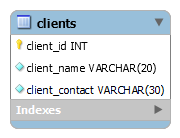 clients
client_id INT
client_name VARCHAR(20)
client_contact VARCHAR(30)
Indexes